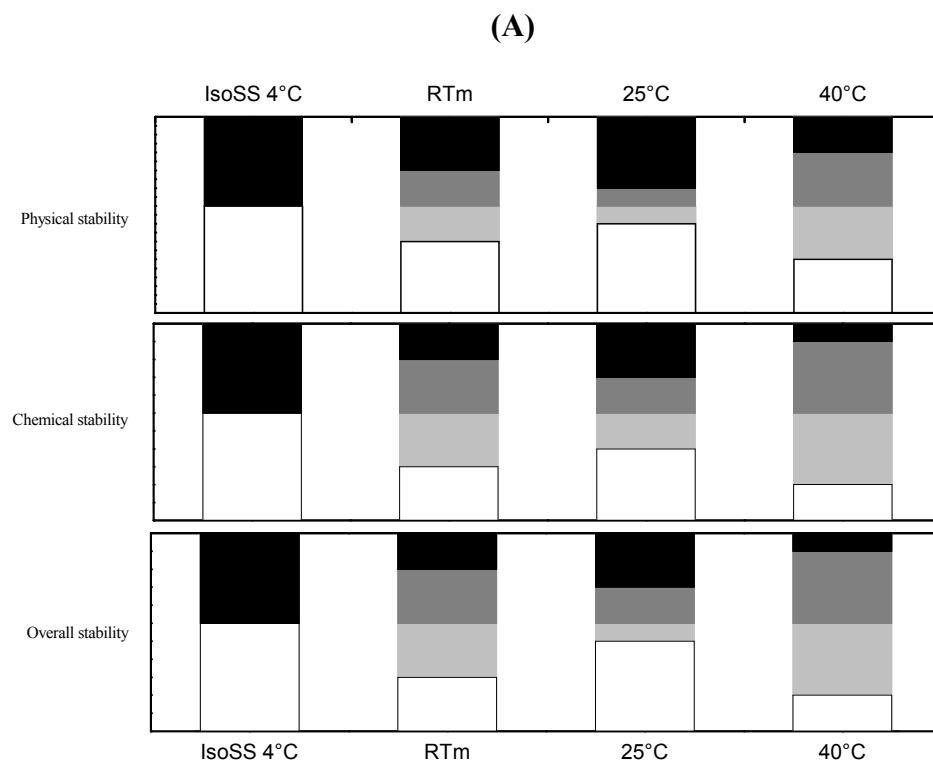 (A)
IsoSS 4°C RTm 25°C 40°C
Physical stability
Chemical stability
Overall stability
IsoSS 4°C RTm 25°C 40°C